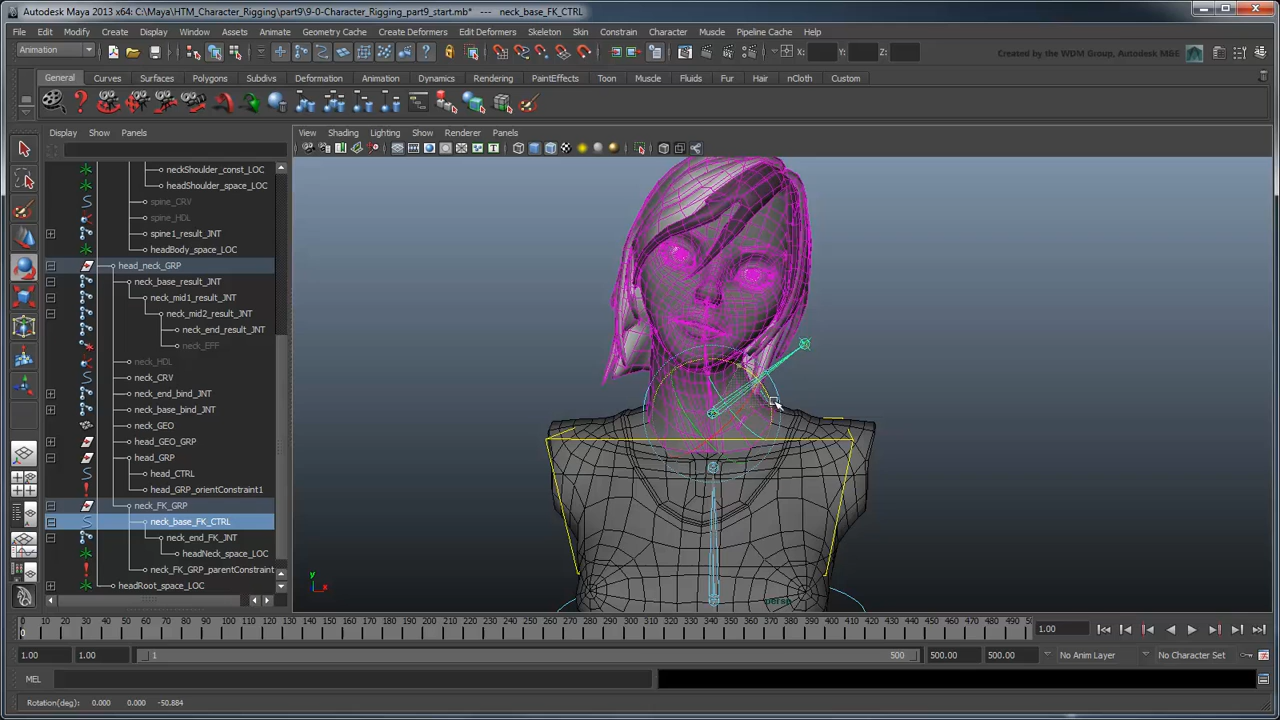 Autodesk Maya 2013 x64: C:\Maya\HTM_Character_Rigging\part9\9-0-Character_Rigging_part9_start.mb* --- neck_base_FK_CTRL
File Edit Modify Create Display Window Assets Animate Geometry Cache Create Deformers Edit Deformers Skeleton Skin Constrain Character Muscle Pipeline Cache Help
Animation X: Y: Z: Created by the WDM Group, Autodesk M&E
General Curves Surfaces Polygons Subdivs Deformation Animation Dynamics Rendering PaintEffects Toon Muscle Fluids Fur Hair nCloth Custom
Display Show Panels View Shading Lighting Show Renderer Panels
neckShoulder_const_LOC
headShoulder_space_LOC
spine_CRV
spine_HDL
spine1_result_JNT
headBody_space_LOC
head_neck_GRP
neck_base_result_JNT
neck_mid1_result_JNT
neck_mid2_result_JNT
neck_end_result_JNT
neck_EFF
neck_HDL
neck_CRV
neck_end_bind_JNT
neck_base_bind_JNT
neck_GEO
head_GEO_GRP
head_GRP
head_CTRL
head_GRP_orientConstraint1
neck_FK_GRP
neck_base_FK_CTRL
neck_end_FK_JNT
headNeck_space_LOC
neck_FK_GRP_parentConstraint
headRoot_space_LOC
y
x
persp
0 10 20 30 40 50 60 70 80 90 100 110 120 130 140 150 160 170 180 190 200 210 220 230 240 250 260 270 280 290 300 310 320 330 340 350 360 370 380 390 400 410 420 430 440 450 460 470 480 490
0
1.00
1.00 1.00 1 500 500.00 500.00 No Anim Layer No Character Set
MEL
Rotation(deg): 0.000 0.000 -50.884